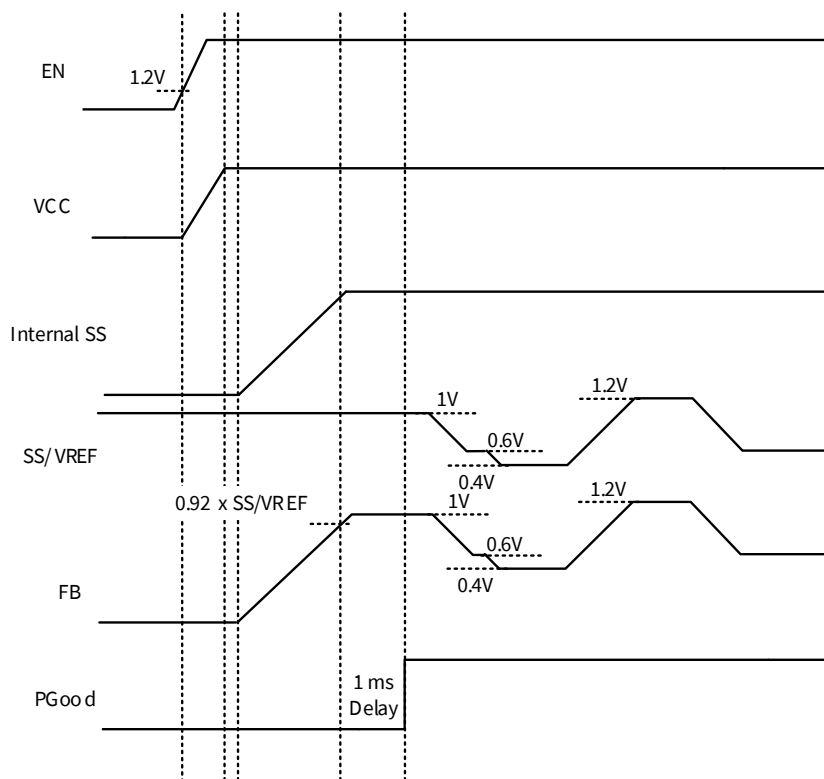 EN
1.2V
VCC
Internal SS
1V
1.2V
SS/ VREF
0.6V
0.4V
0.92 x SS/VREF
1V
1.2V
0.6V
0.4V
FB
1 ms
Delay
PGood